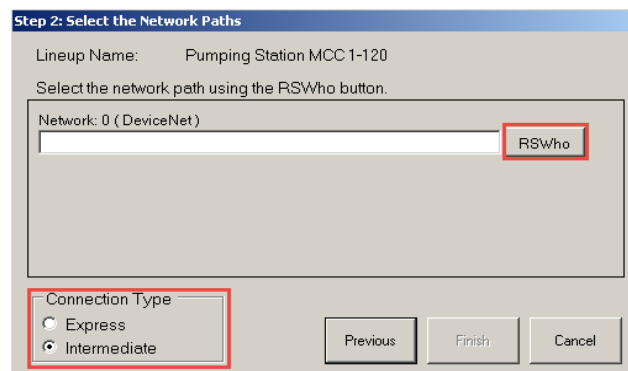 Step 2: Select the Network Paths
Lineup Name: Pumping Station MCC 1-120
Select the network path using the RSWho button.
Network: 0 ( DeviceNet )
RSWho
Connection Type
Express
Intermediate
Previous
Finish
Cancel